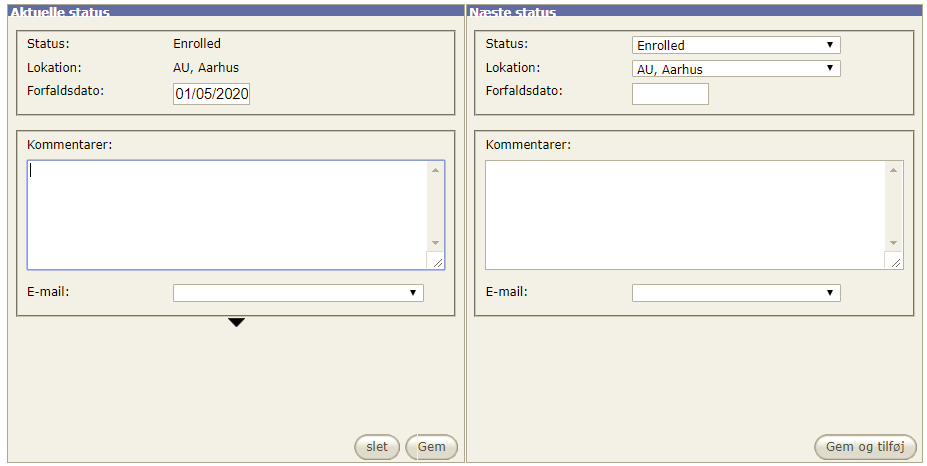 Aktuelle status
Status: Enrolled
Lokation: AU, Aarhus
Forfaldsdato: 01/05/2020
Kommentarer:
E-mail:
slet Gem
Næste status
Status: Enrolled
Lokation: AU, Aarhus
Forfaldsdato:
Kommentarer:
E-mail:
Gem og tilføj